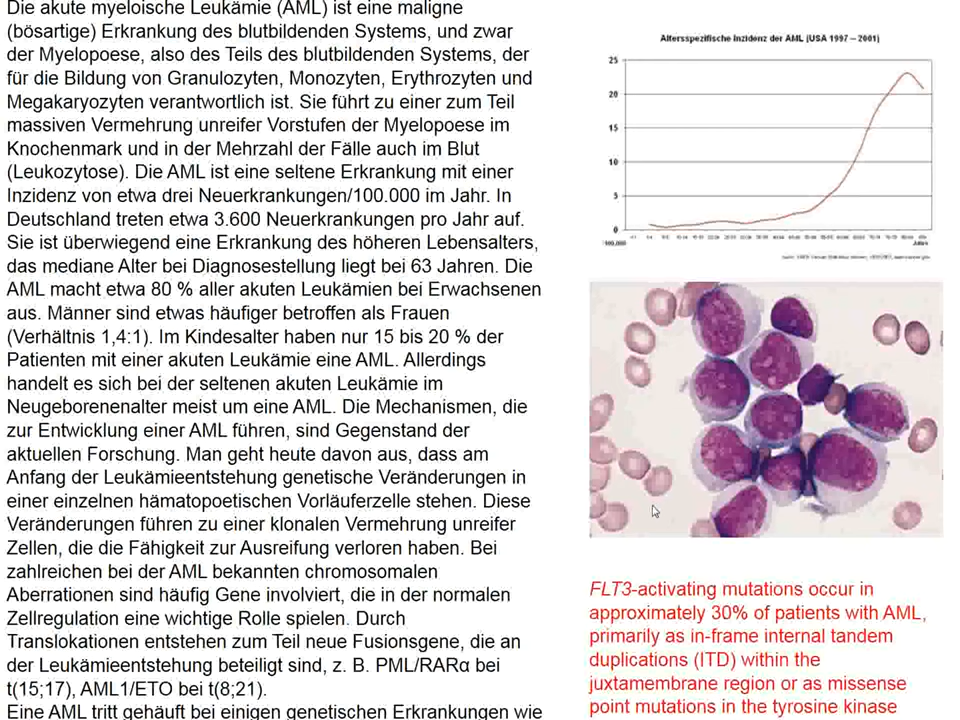 Die akute myeloische Leukämie (AML) ist eine maligne
(bösartige) Erkrankung des blutbildenden Systems, und zwar
der Myelopoese, also des Teils des blutbildenden Systems, der
für die Bildung von Granulozyten, Monozyten, Erythrozyten und
Megakaryozyten verantwortlich ist. Sie führt zu einer zum Teil
massiven Vermehrung unreifer Vorstufen der Myelopoese im
Knochenmark und in der Mehrzahl der Fälle auch im Blut
(Leukozytose). Die AML ist eine seltene Erkrankung mit einer
Inzidenz von etwa drei Neuerkrankungen/100.000 im Jahr. In
Deutschland treten etwa 3.600 Neuerkrankungen pro Jahr auf.
Sie ist überwiegend eine Erkrankung des höheren Lebensalters,
das mediane Alter bei Diagnosestellung liegt bei 63 Jahren. Die
AML macht etwa 80 % aller akuten Leukämien bei Erwachsenen
aus. Männer sind etwas häufiger betroffen als Frauen
(Verhältnis 1,4:1). Im Kindesalter haben nur 15 bis 20 % der
Patienten mit einer akuten Leukämie eine AML. Allerdings
handelt es sich bei der seltenen akuten Leukämie im
Neugeborenenalter meist um eine AML. Die Mechanismen, die
zur Entwicklung einer AML führen, sind Gegenstand der
aktuellen Forschung. Man geht heute davon aus, dass am
Anfang der Leukämieentstehung genetische Veränderungen in
einer einzelnen hämatopoetischen Vorläuferzelle stehen. Diese
Veränderungen führen zu einer klonalen Vermehrung unreifer
Zellen, die die Fähigkeit zur Ausreifung verloren haben. Bei
zahlreichen bei der AML bekannten chromosomalen
Aberrationen sind häufig Gene involviert, die in der normalen
Zellregulation eine wichtige Rolle spielen. Durch
Translokationen entstehen zum Teil neue Fusionsgene, die an
der Leukämieentstehung beteiligt sind, z. B. PML/RARα bei
t(15;17), AML1/ETO bei t(8;21).
Eine AML tritt gehäuft bei einigen genetischen Erkrankungen wie
Altersspezifische Inzidenz der AML (USA 1997 – 2001)
25
20
15
10
5
0
/100.000
Jahre
FLT3-activating mutations occur in
approximately 30% of patients with AML,
primarily as in-frame internal tandem
duplications (ITD) within the
juxtamembrane region or as missense
point mutations in the tyrosine kinase